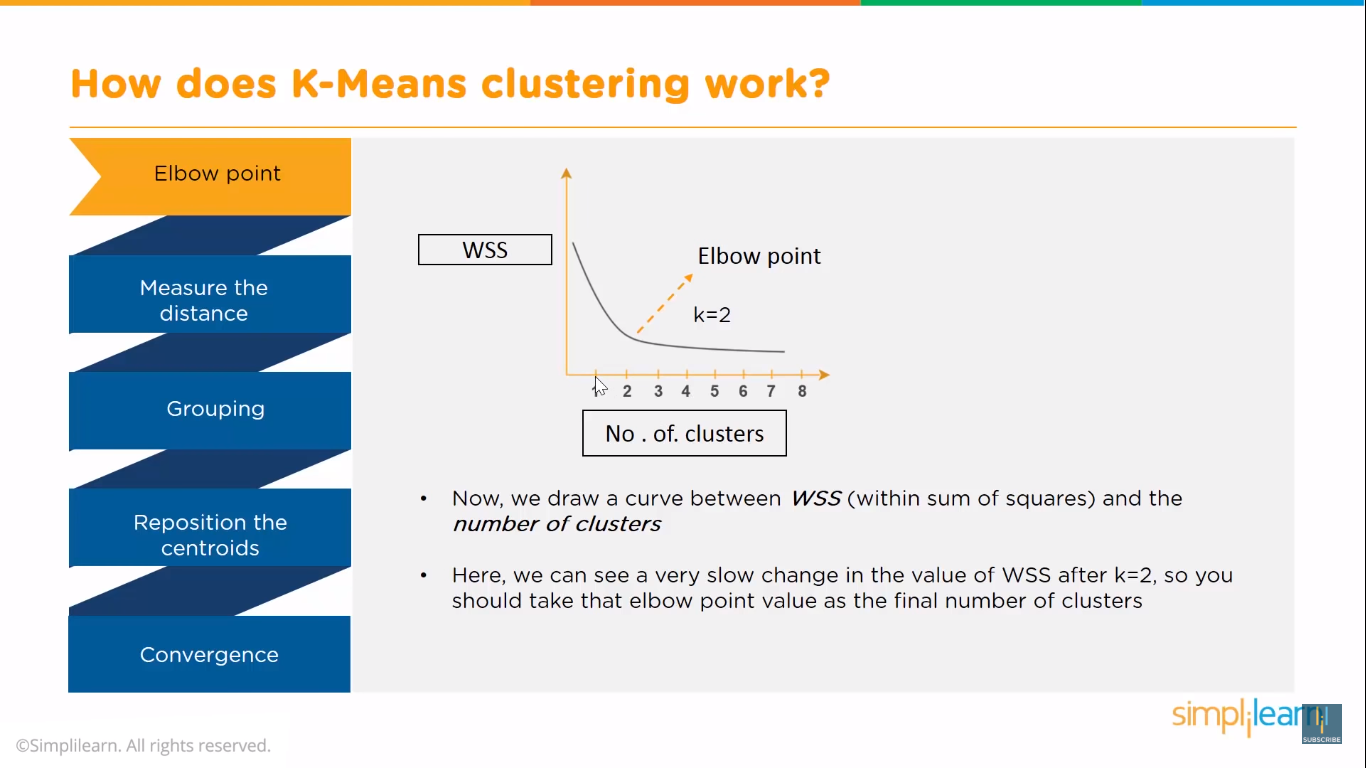 How does K-Means clustering work?
Elbow point
Measure the
distance
Grouping
Reposition the
centroids
Convergence
WSS
Elbow point
k=2
2 3 4 5 6 7 8
No . of. clusters
• Now, we draw a curve between WSS (within sum of squares) and the
number of clusters
• Here, we can see a very slow change in the value of WSS after k=2, so you
should take that elbow point value as the final number of clusters
simplilearn
SUBSCRIBE
©Simplilearn. All rights reserved.